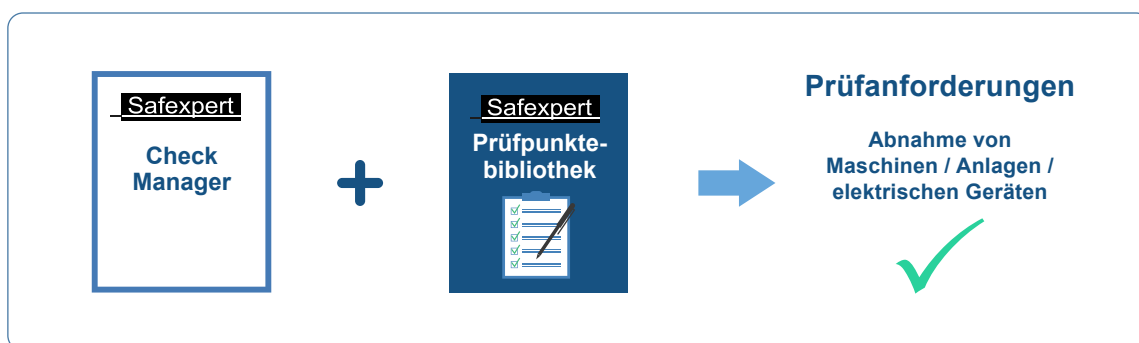 Safexpert
Check
Manager
Safexpert
Prüfpunkte-
bibliothek
Prüfanforderungen
Abnahme von
Maschinen / Anlagen /
elektrischen Geräten